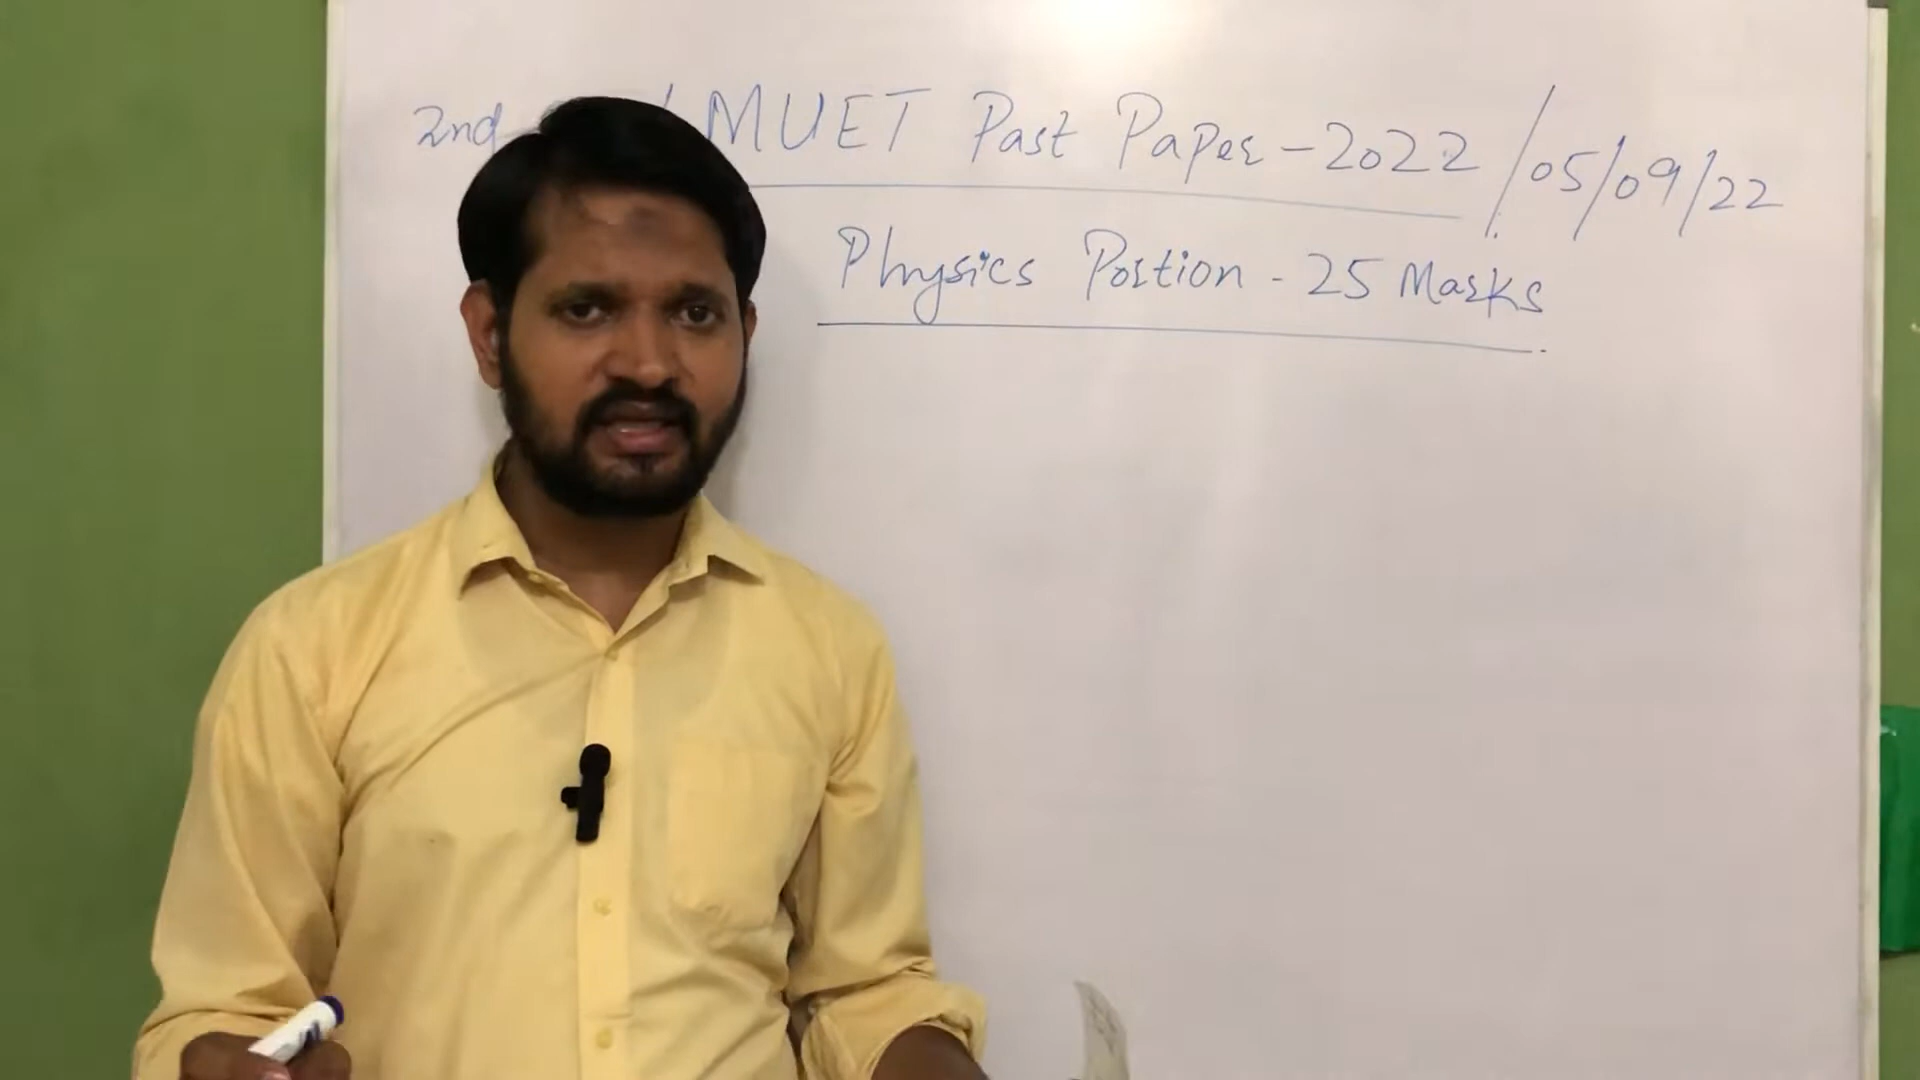 2nd / MUET Past Paper - 2022 / 05/09/22
Physics Portion - 25 Marks